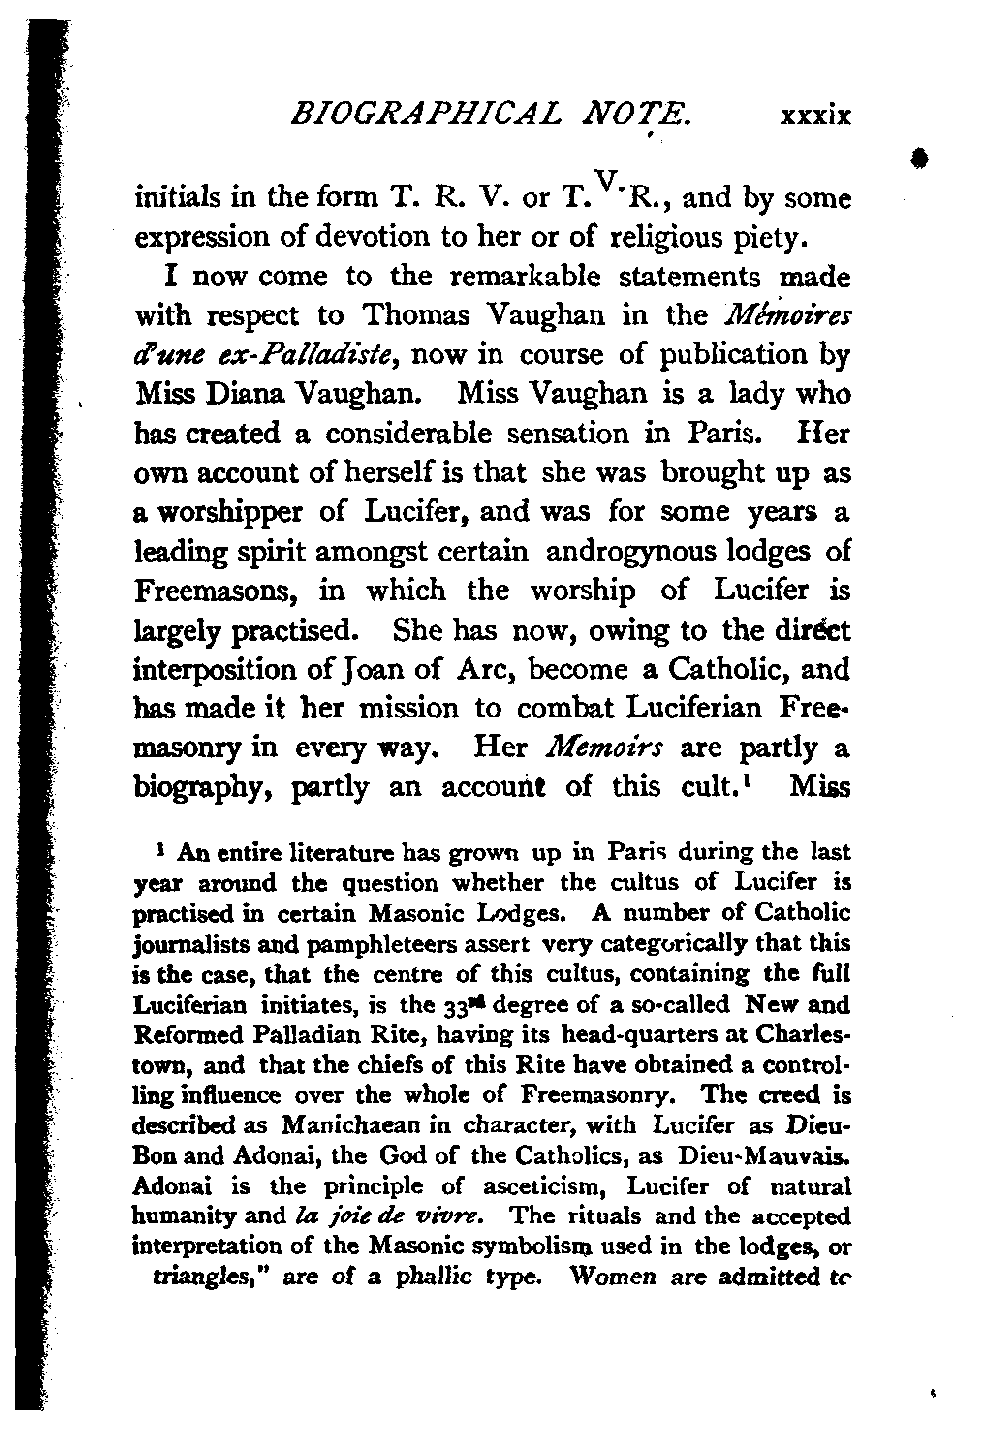 BIOGRAPHICAL NOTE. xxxix
initials in the form T. R. V. or T.V.R., and by some
expression of devotion to her or of religious piety.
I now come to the remarkable statements made
with respect to Thomas Vaughan in the Mémoires
d'une ex-Palladiste, now in course of publication by
Miss Diana Vaughan. Miss Vaughan is a lady who
has created a considerable sensation in Paris. Her
own account of herself is that she was brought up as
a worshipper of Lucifer, and was for some years a
leading spirit amongst certain androgynous lodges of
Freemasons, in which the worship of Lucifer is
largely practised. She has now, owing to the direct
interposition of Joan of Arc, become a Catholic, and
has made it her mission to combat Luciferian Free-
masonry in every way. Her Memoirs are partly a
biography, partly an account of this cult.¹ Miss
¹ An entire literature has grown up in Paris during the last
year around the question whether the cultus of Lucifer is
practised in certain Masonic Lodges. A number of Catholic
journalists and pamphleteers assert very categorically that this
is the case, that the centre of this cultus, containing the full
Luciferian initiates, is the 33rd degree of a so-called New and
Reformed Palladian Rite, having its head-quarters at Charles-
town, and that the chiefs of this Rite have obtained a control-
ling influence over the whole of Freemasonry. The creed is
described as Manichaean in character, with Lucifer as Dieu-
Bon and Adonai, the God of the Catholics, as Dieu-Mauvais.
Adonai is the principle of asceticism, Lucifer of natural
humanity and la joie de vivre. The rituals and the accepted
interpretation of the Masonic symbolism used in the lodges, or
triangles," are of a phallic type. Women are admitted to